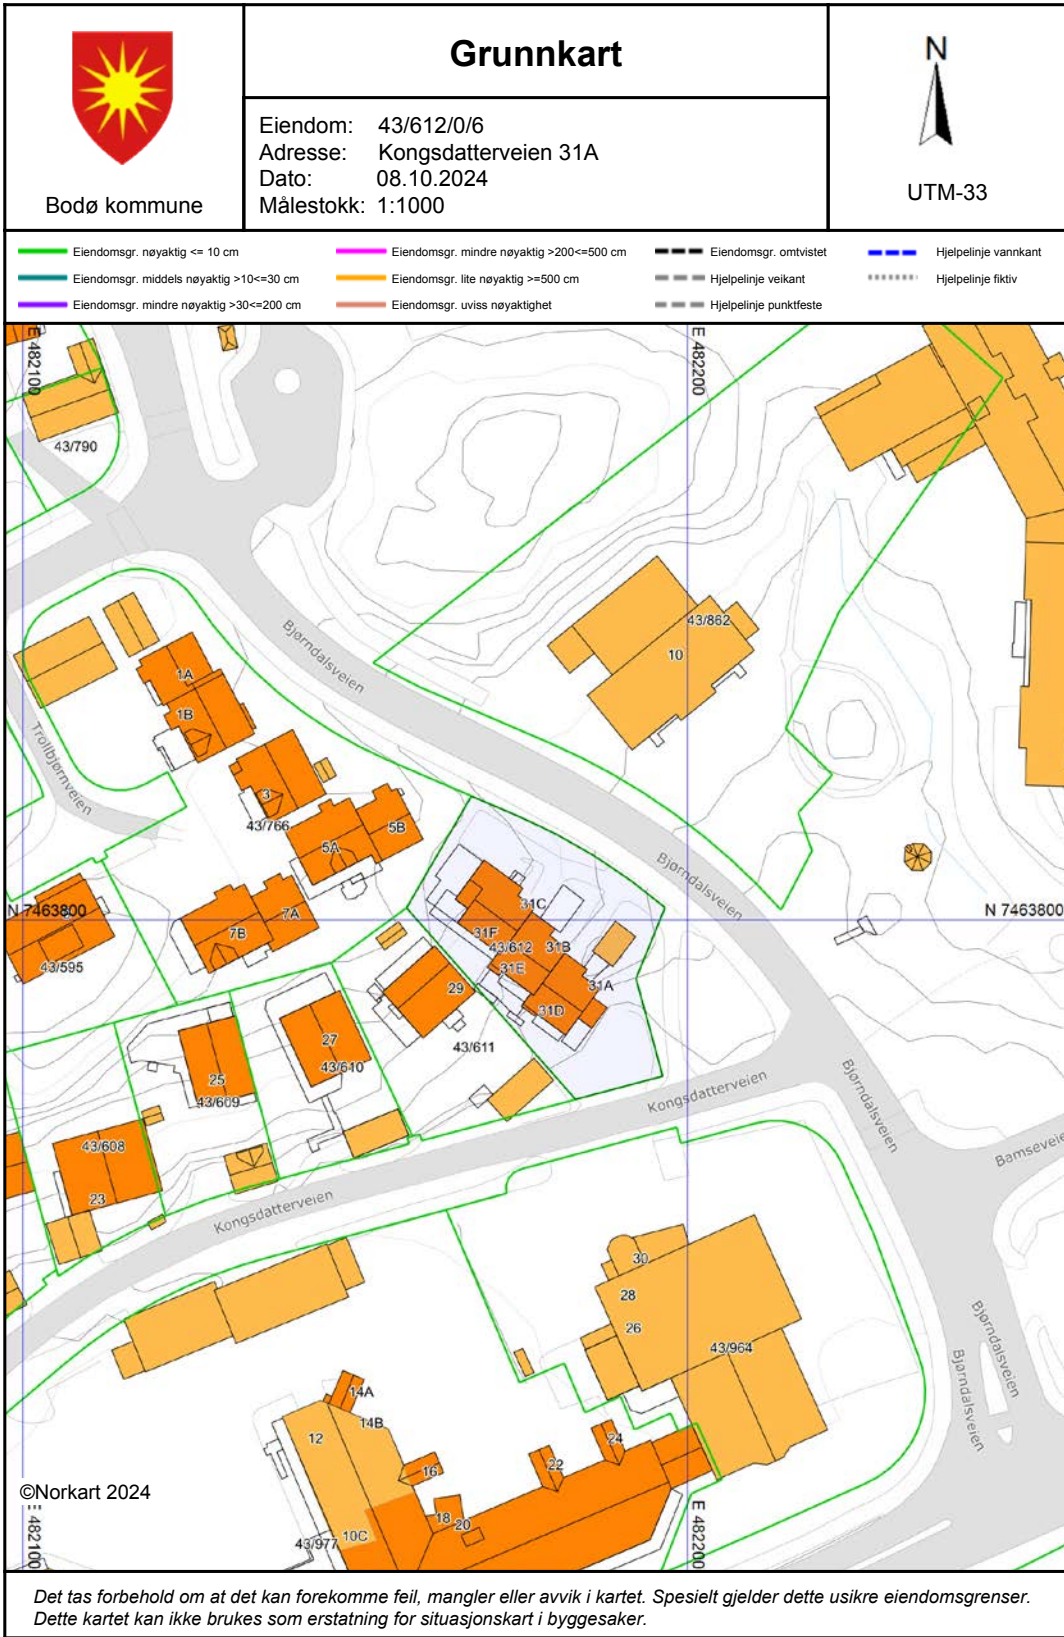 Grunnkart
N
Eiendom: 43/612/0/6
Adresse: Kongsdatterveien 31A
Dato: 08.10.2024
Målestokk: 1:1000
Bodø kommune
UTM-33
Eiendomsgr. nøyaktig <= 10 cm
Eiendomsgr. mindre nøyaktig >200<=500 cm
Eiendomsgr. omtvistet
Hjelpelinje vannkant
Eiendomsgr. middels nøyaktig >10<=30 cm
Eiendomsgr. lite nøyaktig >=500 cm
Hjelpelinje veikant
Hjelpelinje fiktiv
Eiendomsgr. mindre nøyaktig >30<=200 cm
Eiendomsgr. uviss nøyaktighet
Hjelpelinje punktfeste
E 482100
E 482200
43/790
Bjørndalsveien
43/862
10
1A
1B
Trollbjørnveien
3
43/766
5B
5A
Bjørndalsveien
N 7463800
N 7463800
7A
7B
31C
31F
43/612
31B
31E
31A
31D
43/595
29
27
43/611
43/610
25
43/609
Kongsdatterveien
Bjørndalsveien
Bamseveie
43/608
23
Kongsdatterveien
30
28
26
43/964
Bjørndalsveien
Bjørndalsveien
14A
14B
12
24
22
16
18
20
10C
43/977
©Norkart 2024
E 482100
E 482200
Det tas forbehold om at det kan forekomme feil, mangler eller avvik i kartet. Spesielt gjelder dette usikre eiendomsgrenser.
Dette kartet kan ikke brukes som erstatning for situasjonskart i byggesaker.